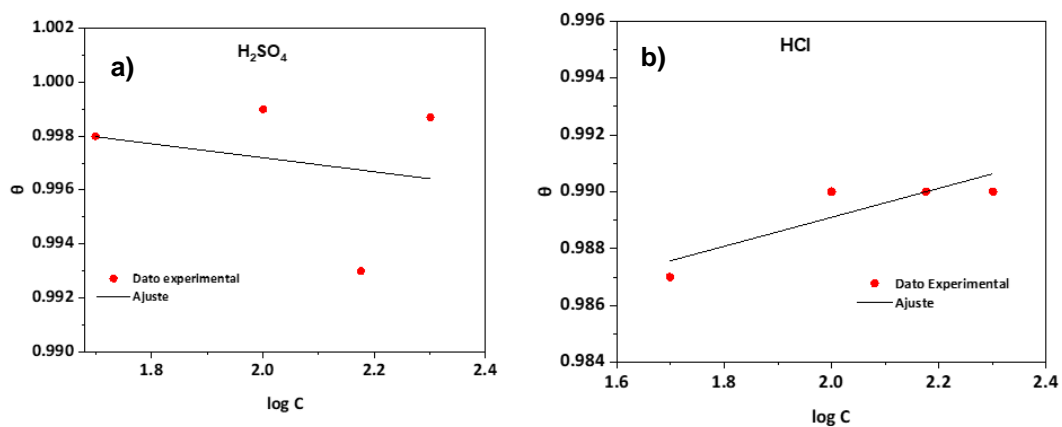 a)
H₂SO₄
1.002
1.000
0.998
0.996
0.994
0.992
0.990
θ
Dato experimental
Ajuste
1.8
2.0
2.2
2.4
log C
b)
HCl
0.996
0.994
0.992
0.990
0.988
0.986
0.984
θ
Dato Experimental
Ajuste
1.6
1.8
2.0
2.2
2.4
log C